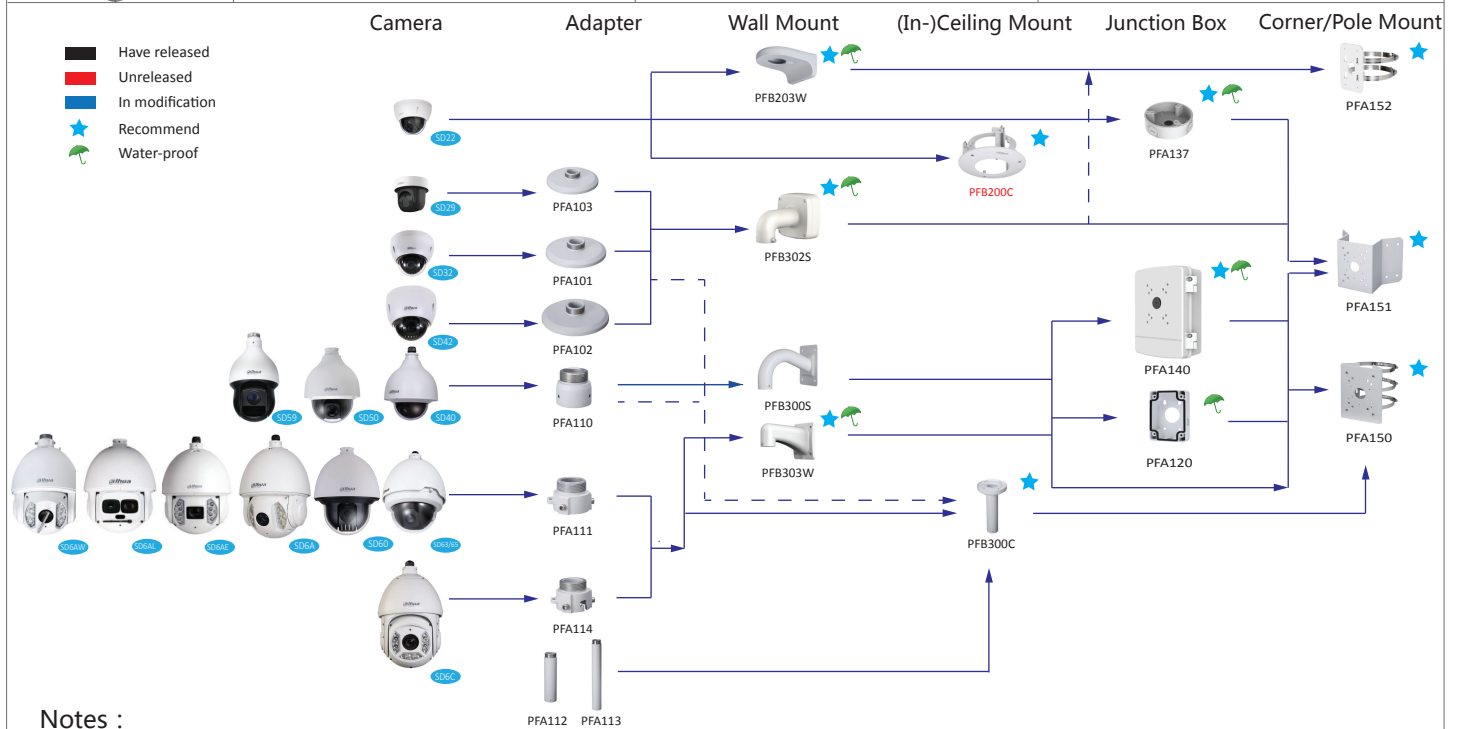 Camera
Adapter
Wall Mount
(In-)Ceiling Mount
Junction Box
Corner/Pole Mount
Have released
Unreleased
In modification
Recommend
Water-proof
PFB203W
PFA152
SD22
PFA137
PFB200C
SD29
PFA103
PFB302S
SD32
PFA101
PFA151
SD42
PFA102
PFA140
SD59
SD50
SD40
PFA110
PFB300S
PFA150
PFB303W
PFA120
alhua
SD6AW
SD6AL
SD6AE
SD6A
SD60
SD63/65
PFA111
PFB300C
PFA114
SD6C
PFA112
PFA113
Notes :